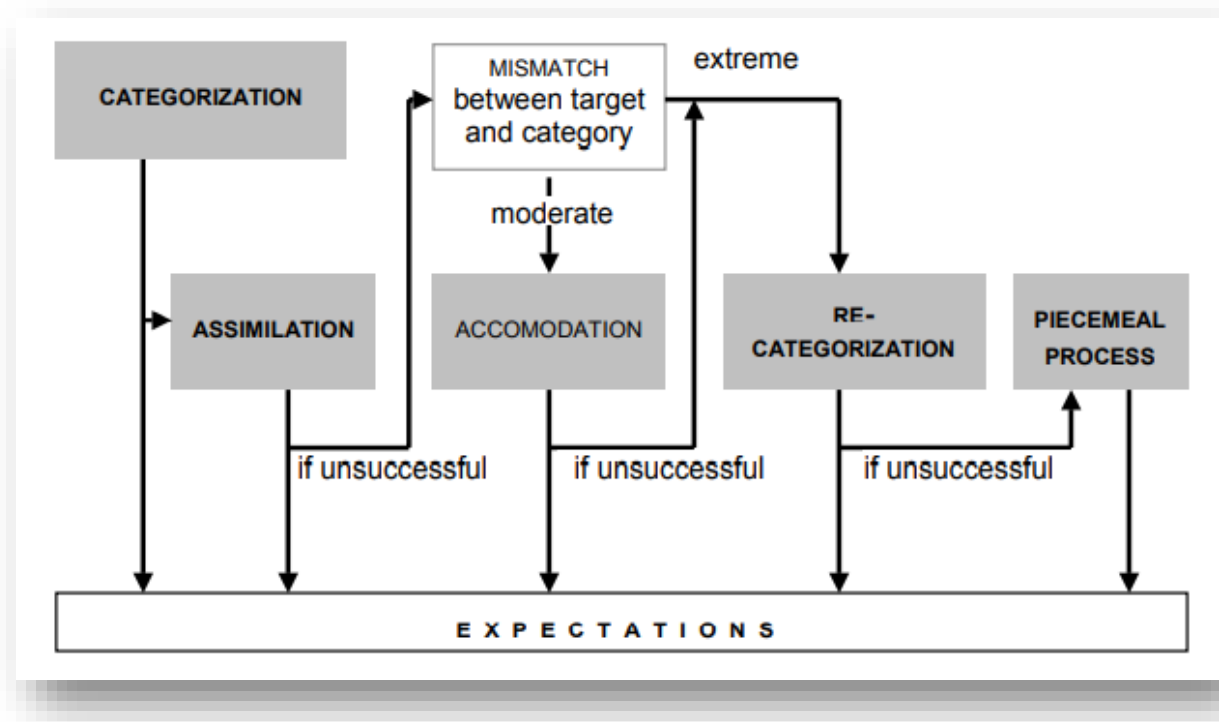 CATEGORIZATION
MISMATCH
between target
and category
extreme
moderate
ASSIMILATION
ACCOMODATION
RE-
CATEGORIZATION
PIECEMEAL
PROCESS
if unsuccessful
if unsuccessful
if unsuccessful
EXPECTATIONS